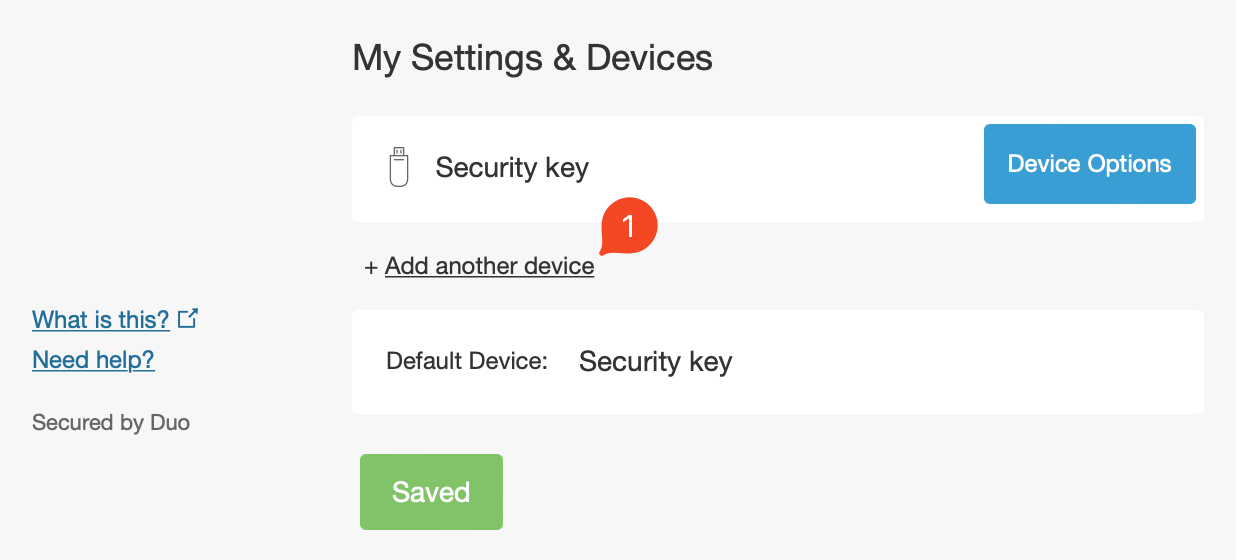 My Settings & Devices
Security key
Device Options
1
+ Add another device
What is this?
Need help?
Secured by Duo
Default Device: Security key
Saved